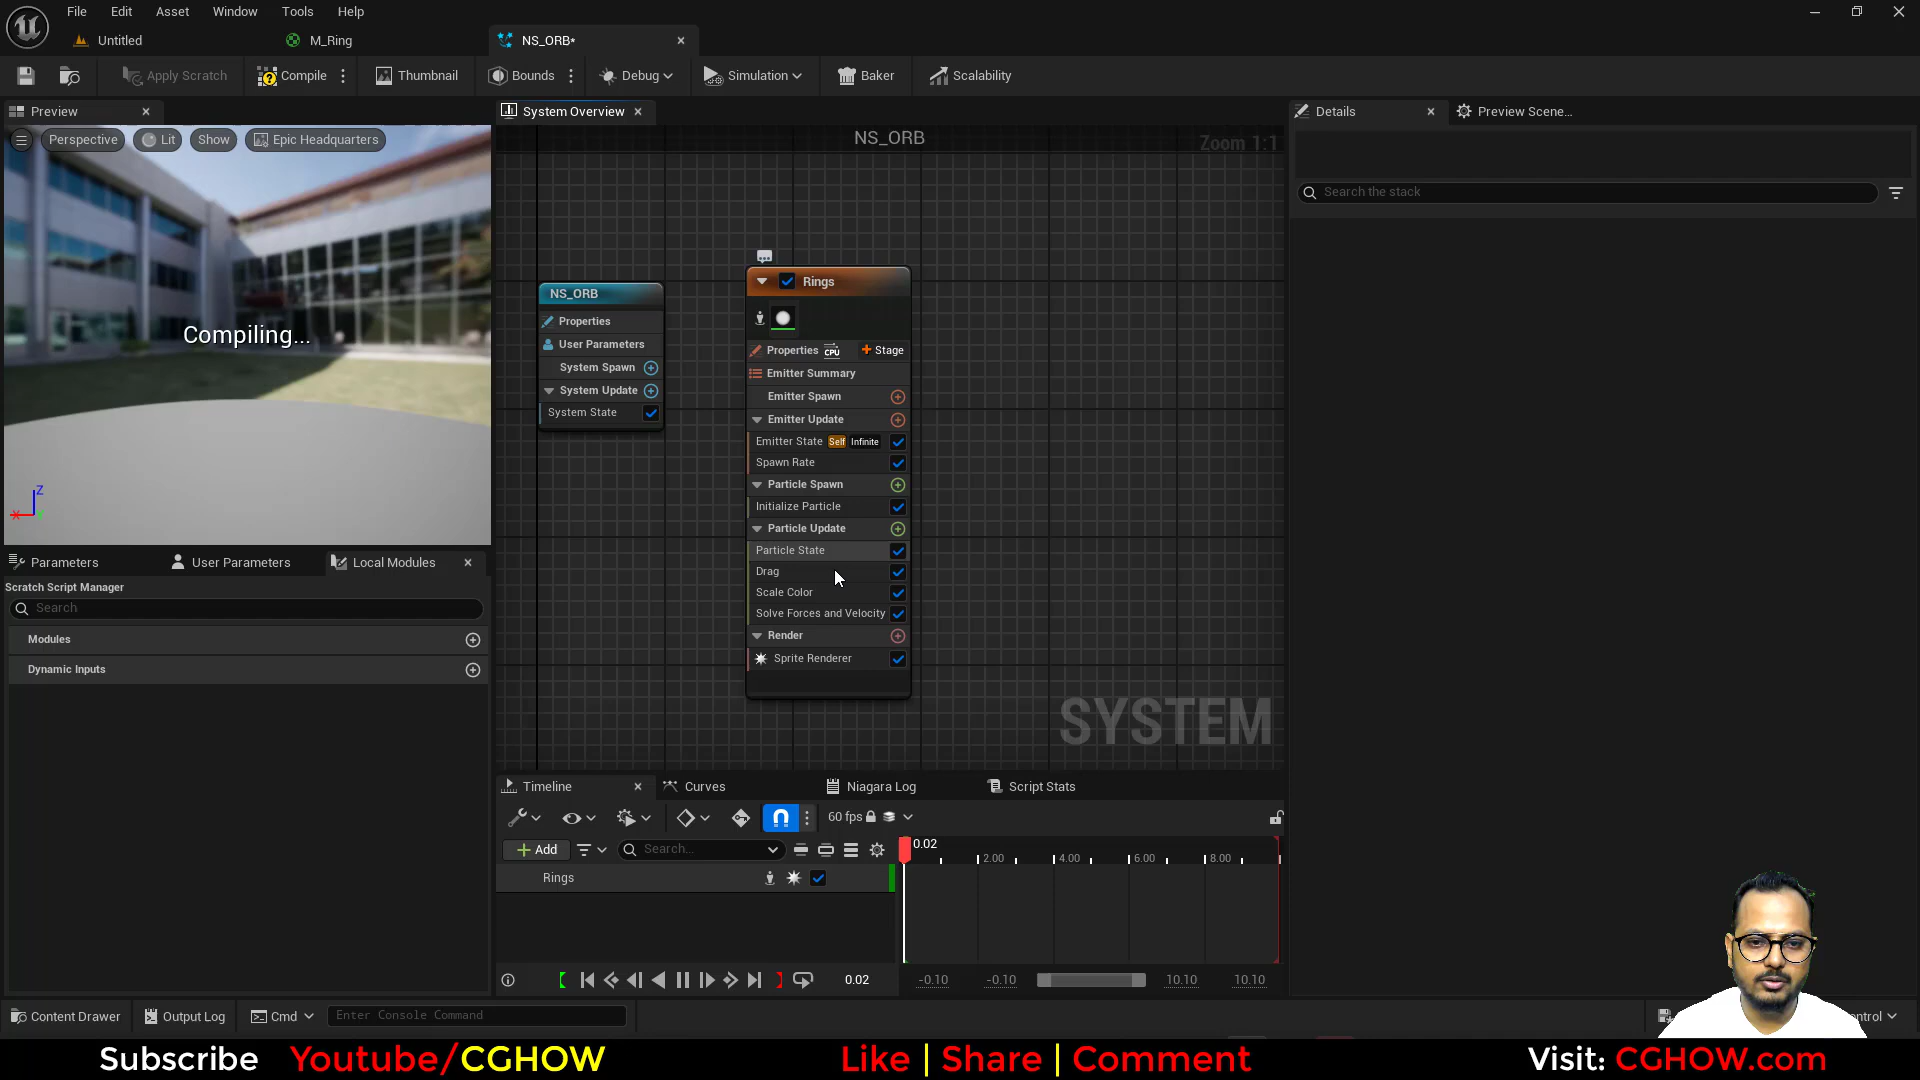 File Edit Asset Window Tools Help
Untitled M_Ring NS_ORB*
Apply Scratch Compile Thumbnail Bounds Debug Simulation Baker Scalability
Preview System Overview Details Preview Scene...
Perspective Lit Show Epic Headquarters
NS_ORB
Zoom 1:1
Search the stack
Compiling...
Z
X
NS_ORB
Properties
User Parameters
System Spawn
System Update
System State
Rings
Properties CPU Stage
Emitter Summary
Emitter Spawn
Emitter Update
Emitter State Self Infinite
Spawn Rate
Particle Spawn
Initialize Particle
Particle Update
Particle State
Drag
Scale Color
Solve Forces and Velocity
Render
Sprite Renderer
SYSTEM
Parameters User Parameters Local Modules
Scratch Script Manager
Search
Modules
Dynamic Inputs
Timeline Curves Niagara Log Script Stats
60 fps
Add Search... 0.02
2.00 4.00 6.00 8.00
Rings
0.02 -0.10 -0.10 10.10 10.10
Content Drawer Output Log Cmd Enter Console Command
Subscribe Youtube/CGHOW Like | Share | Comment Visit: CGHOW.com